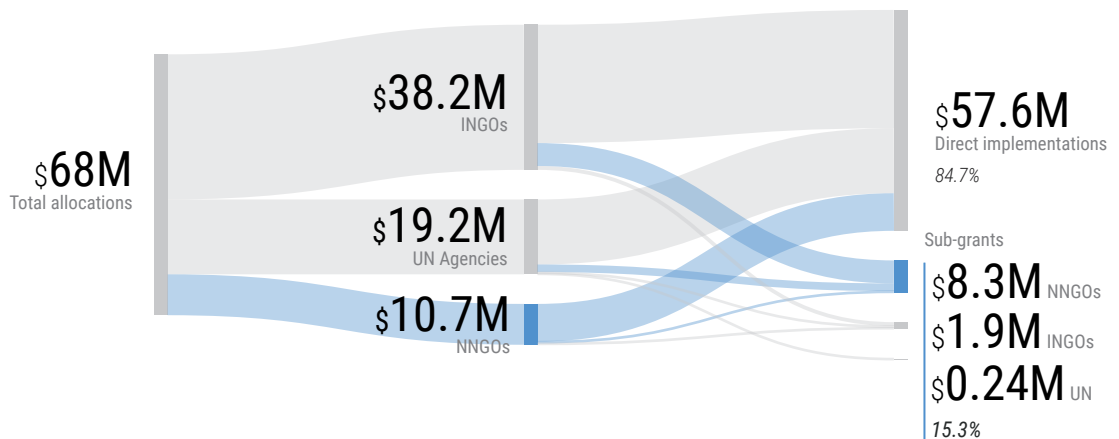 $68M
Total allocations
$38.2M
INGOs
$19.2M
UN Agencies
$10.7M
NNGOs
$57.6M
Direct implementations
84.7%
Sub-grants
$8.3M NNGOs
$1.9M INGOs
$0.24M UN
15.3%